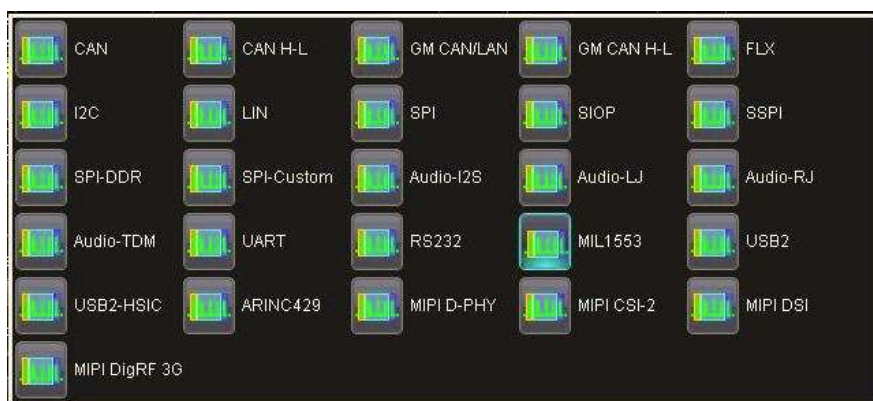 CAN CAN H-L GM CAN/LAN GM CAN H-L FLX
I2C LIN SPI SIOP SSPI
SPI-DDR SPI-Custom Audio-I2S Audio-LJ Audio-RJ
Audio-TDM UART RS232 MIL1553 USB2
USB2-HSIC ARINC429 MIPI D-PHY MIPI CSI-2 MIPI DSI
MIPI DigRF 3G